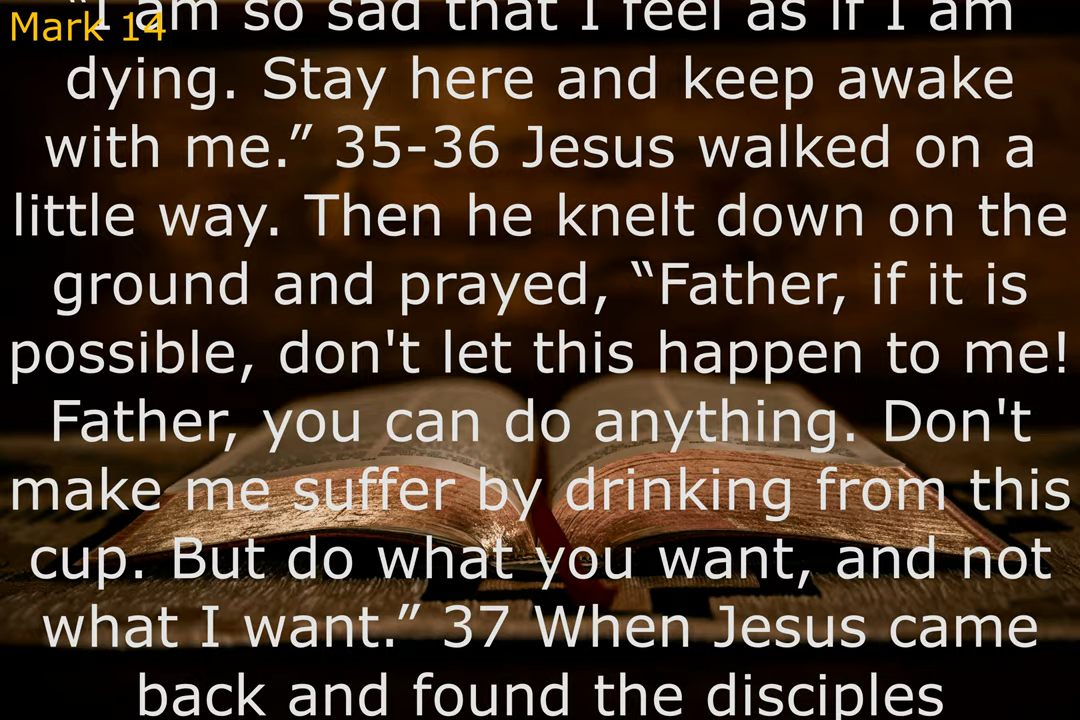 Mark 14
“I am so sad that I feel as if I am
dying. Stay here and keep awake
with me.” 35-36 Jesus walked on a
little way. Then he knelt down on the
ground and prayed, “Father, if it is
possible, don't let this happen to me!
Father, you can do anything. Don't
make me suffer by drinking from this
cup. But do what you want, and not
what I want.” 37 When Jesus came
back and found the disciples